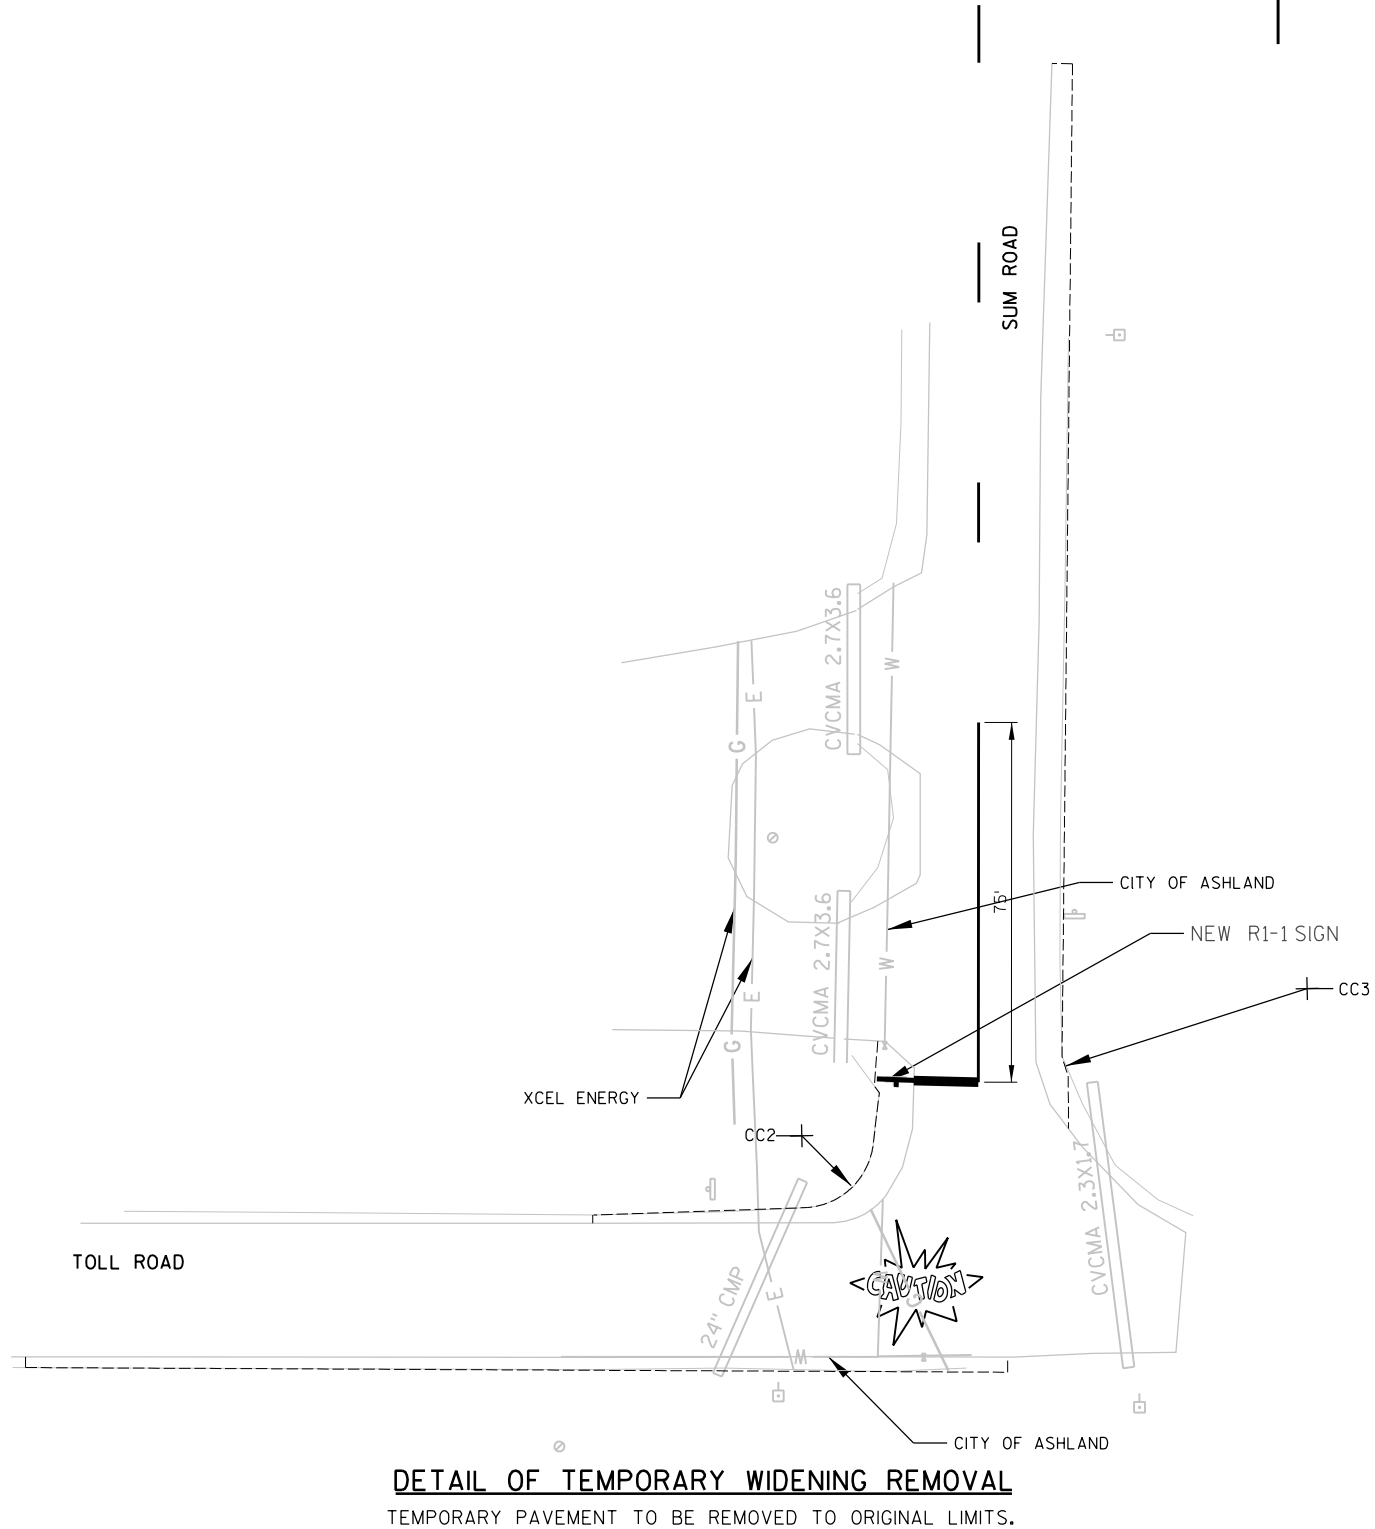 SUM ROAD
CVCMA 2.7X3.6
W
E
G
CITY OF ASHLAND
75'
NEW R1-1 SIGN
CVCMA 2.7X3.6
W
CC3
E
G
XCEL ENERGY
CC2
CVCMA 2.3X1.7
TOLL ROAD
CAUTION
G
E
24" CMP
W
CITY OF ASHLAND
DETAIL OF TEMPORARY WIDENING REMOVAL
TEMPORARY PAVEMENT TO BE REMOVED TO ORIGINAL LIMITS.